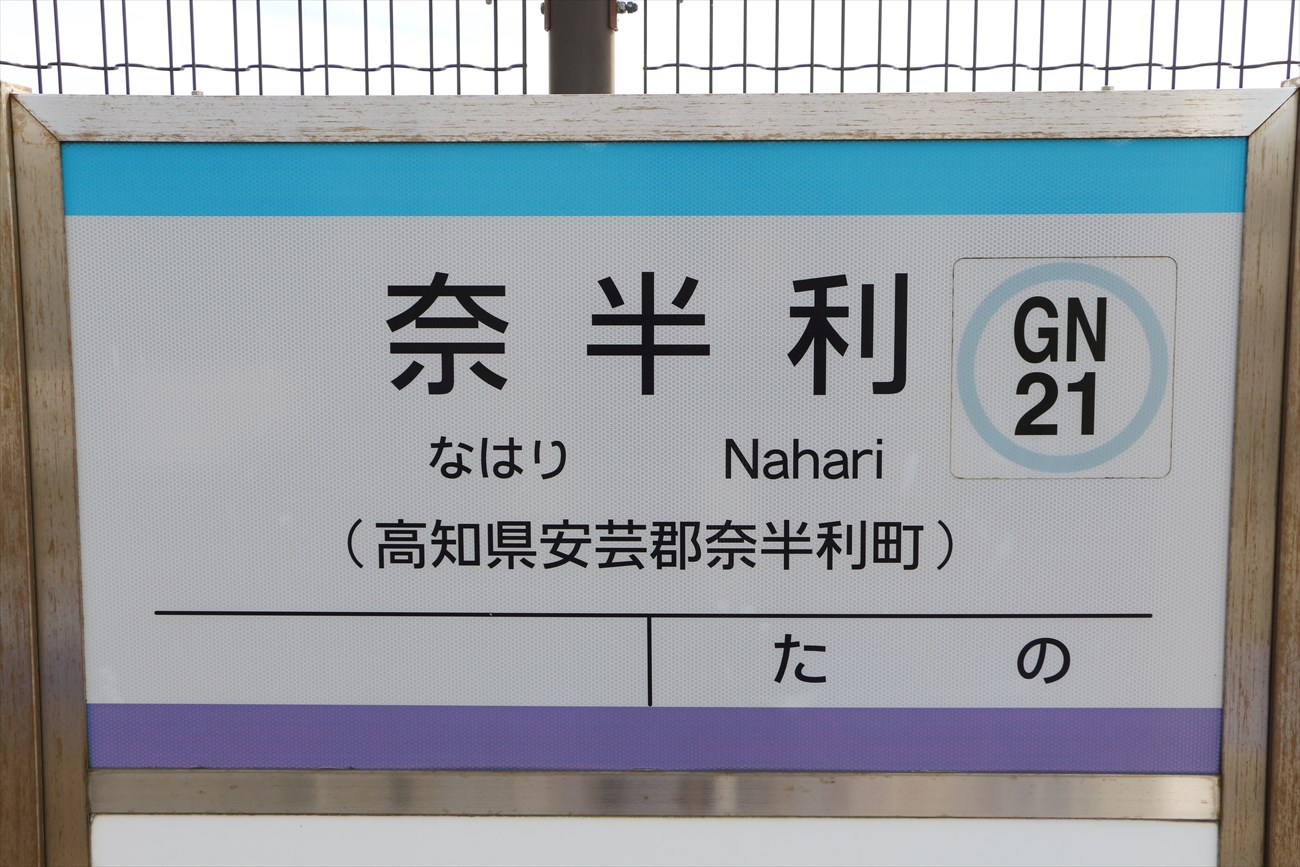 奈半利
GN
21
なはり Nahari
（高知県安芸郡奈半利町）
たの